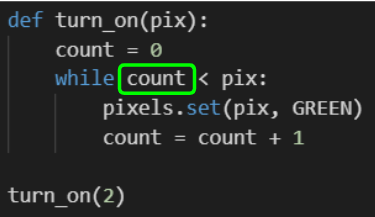 def turn_on(pix):
    count = 0
    while count < pix:
        pixels.set(pix, GREEN)
        count = count + 1

turn_on(2)